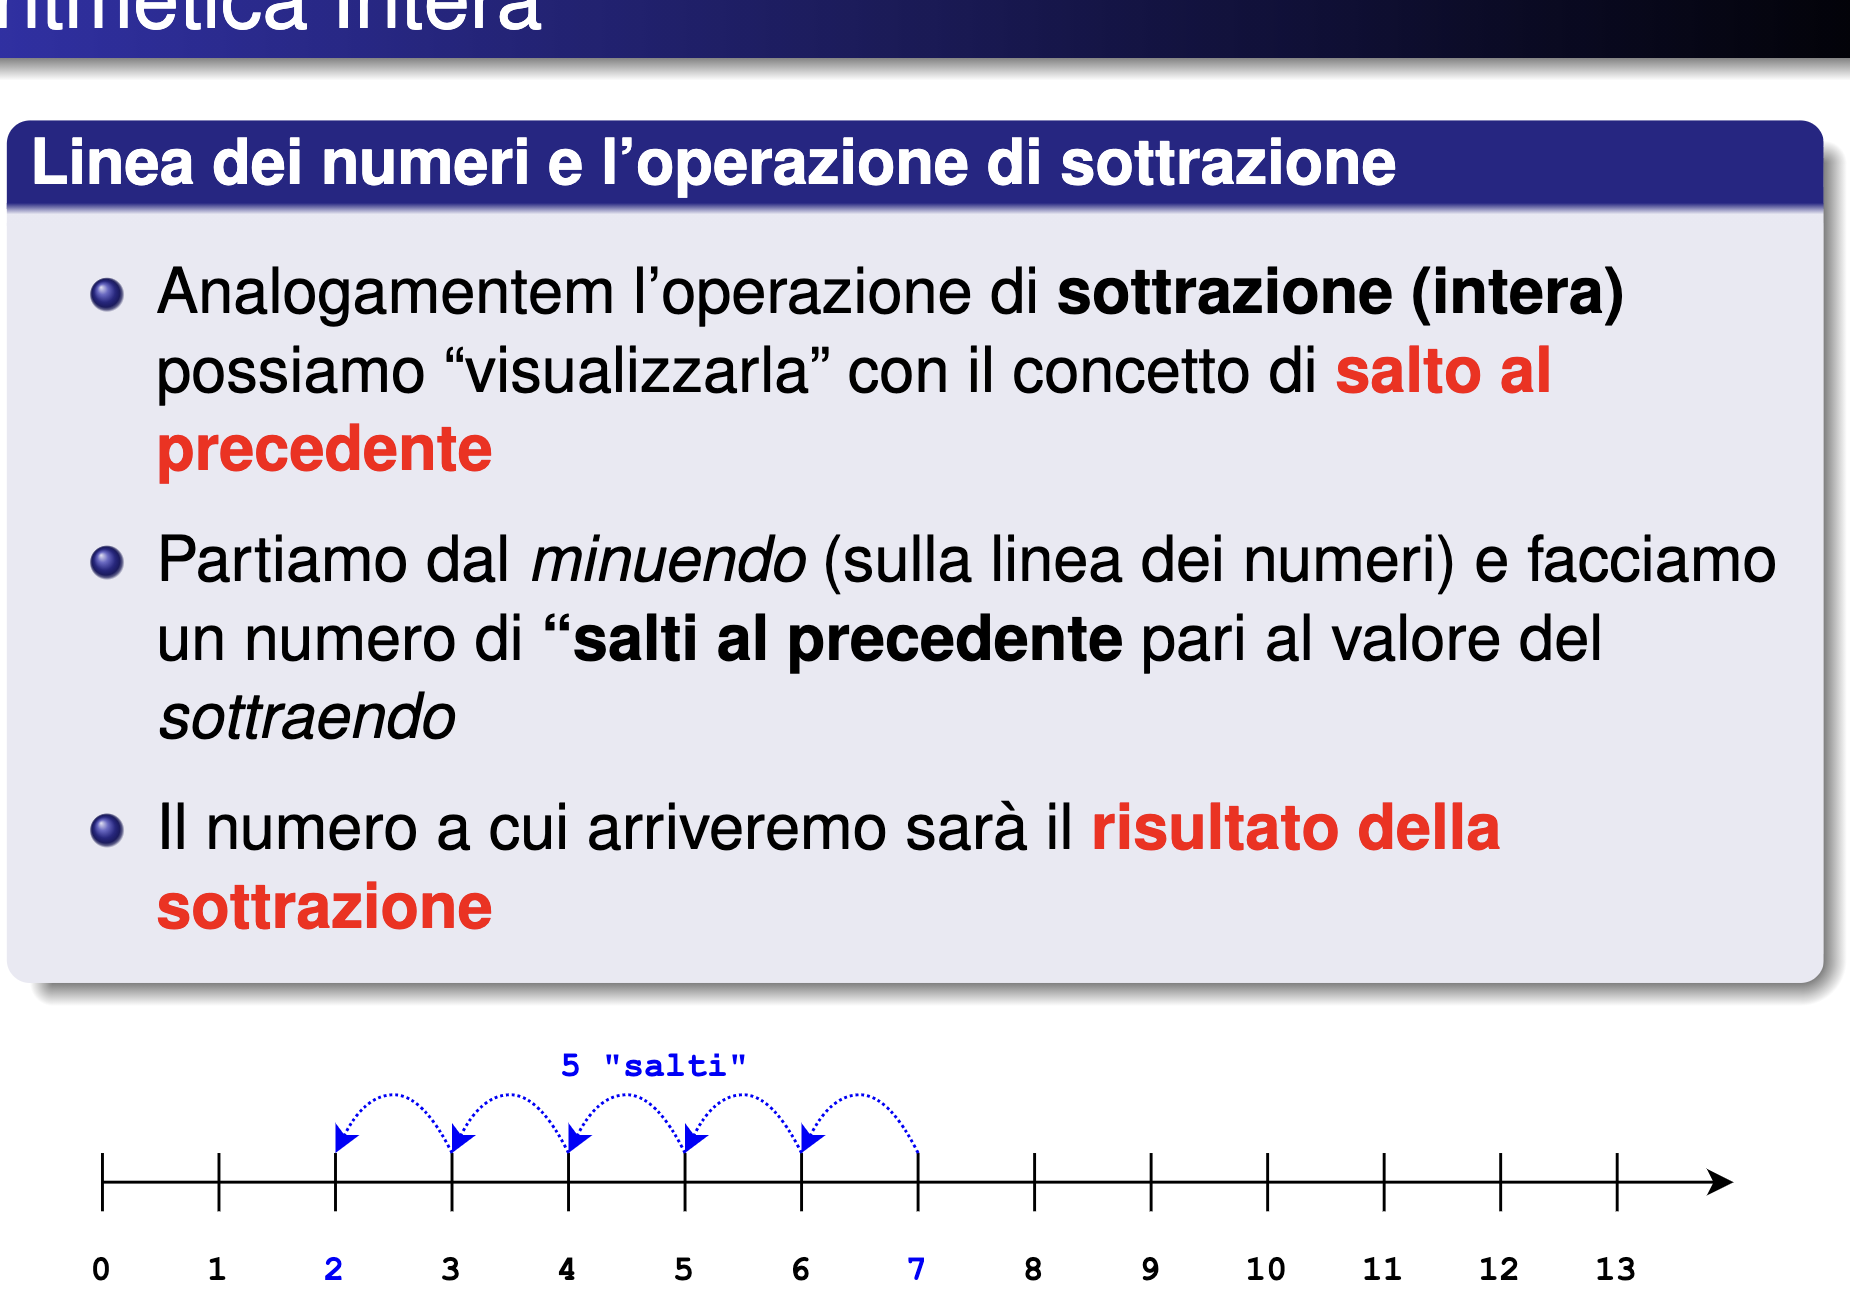 ritmetica intera
Linea dei numeri e l’operazione di sottrazione
Analogamentem l’operazione di sottrazione (intera)
possiamo “visualizzarla” con il concetto di salto al
precedente
Partiamo dal minuendo (sulla linea dei numeri) e facciamo
un numero di “salti al precedente pari al valore del
sottraendo
Il numero a cui arriveremo sarà il risultato della
sottrazione
5 "salti"
0 1 2 3 4 5 6 7 8 9 10 11 12 13